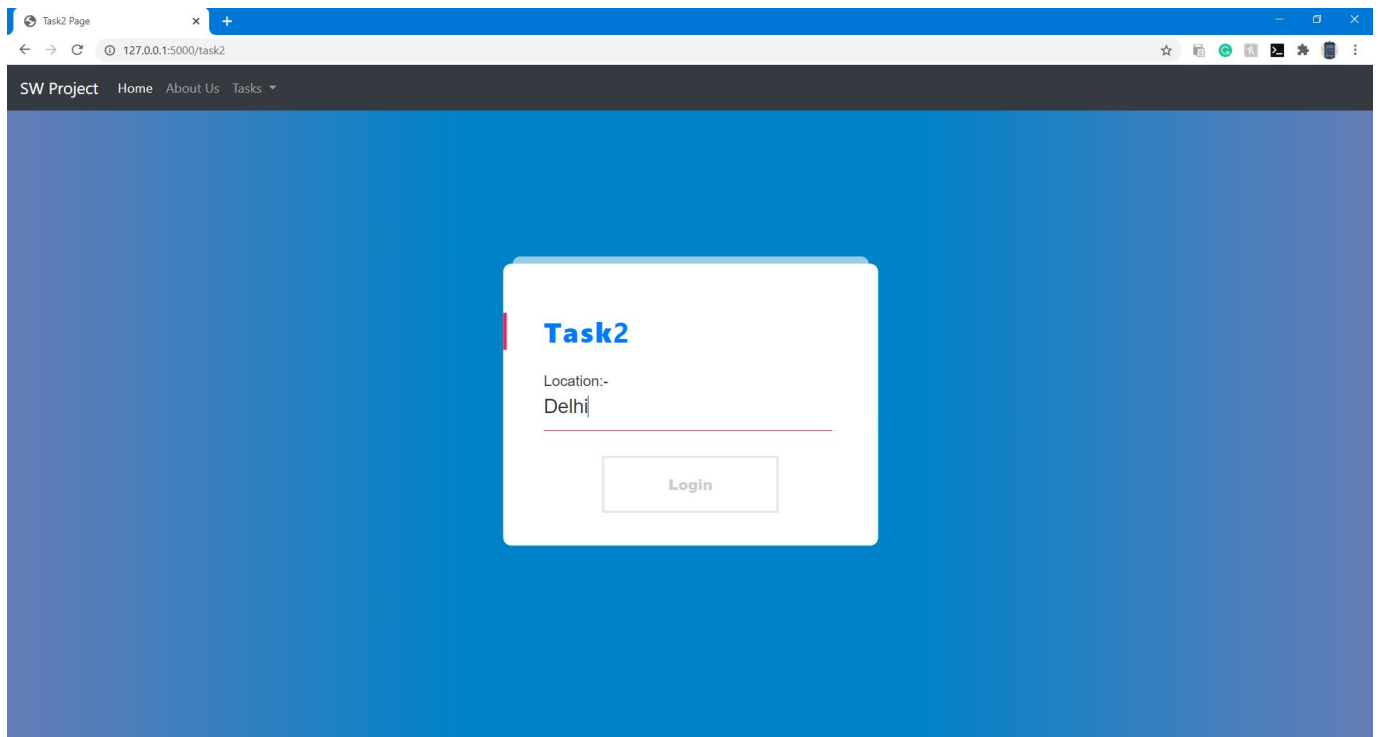 Task2 Page
127.0.0.1:5000/task2
SW Project Home About Us Tasks
Task2
Location:-
Delhi
Login